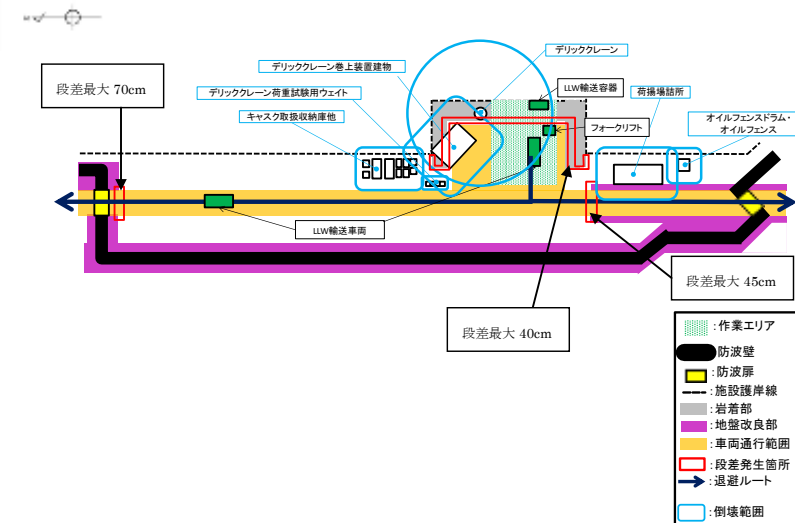 デリッククレーン
デリッククレーン巻上装置建物
段差最大 70cm
LLW輸送容器
荷揚場詰所
デリッククレーン荷重試験用ウェイト
キャスク取扱収納庫他
フォークリフト
オイルフェンスドラム・
オイルフェンス
LLW輸送車両
段差最大 45cm
段差最大 40cm
:作業エリア
:防波壁
:防波扉
:施設護岸線
:岩着部
:地盤改良部
:車両通行範囲
:段差発生箇所
:退避ルート
:倒壊範囲